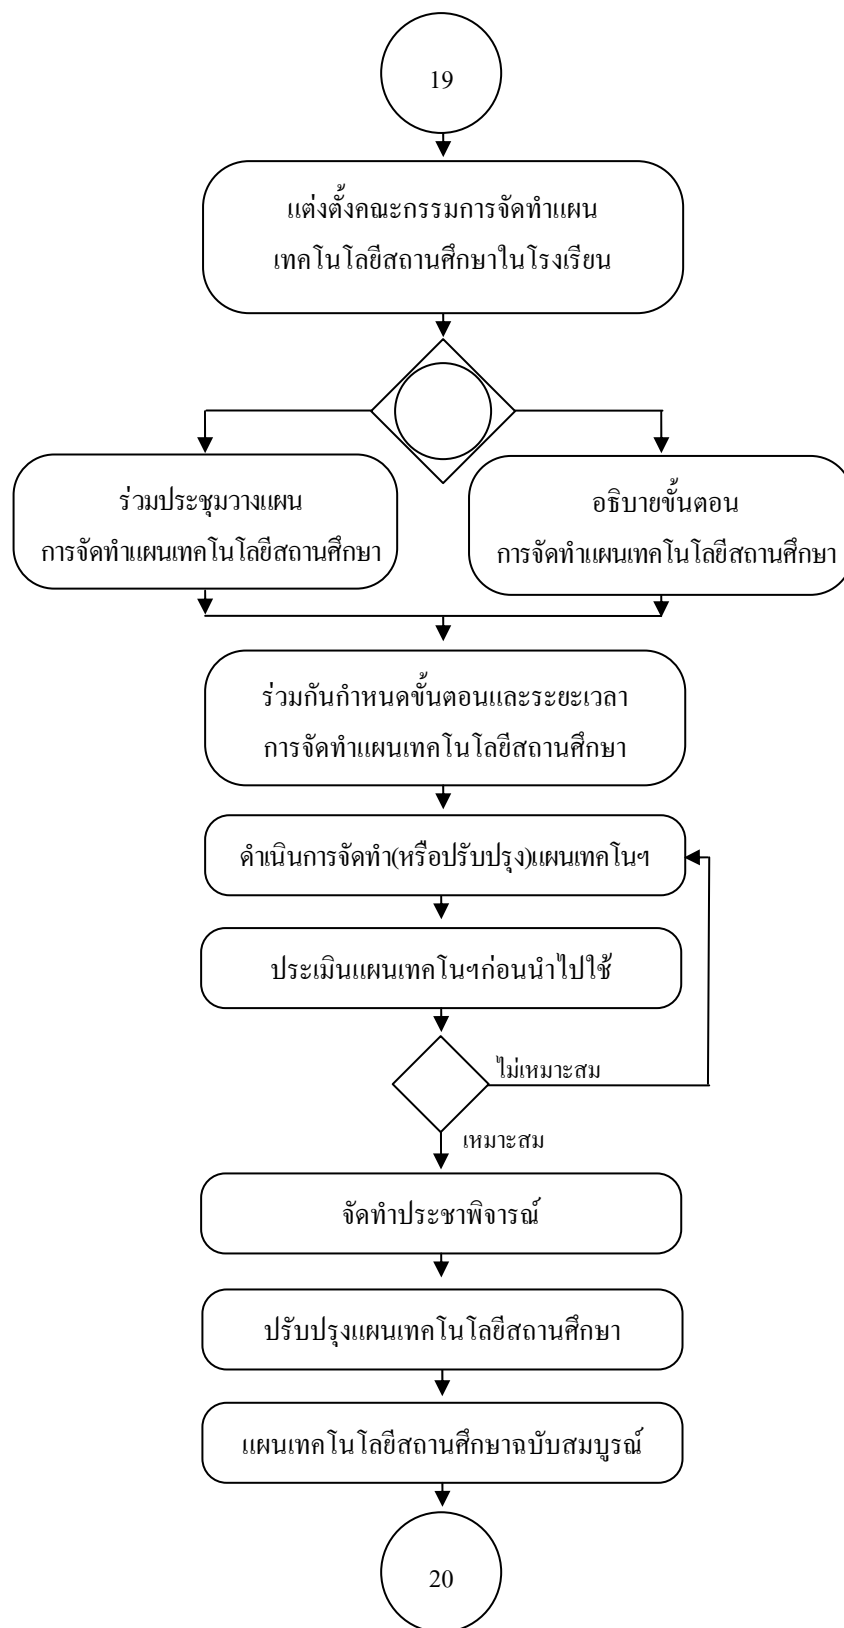 19
แต่งตั้งคณะกรรมการจัดทำแผน
เทคโนโลยีสถานศึกษาในโรงเรียน
ร่วมประชุมวางแผน
การจัดทำแผนเทคโนโลยีสถานศึกษา
อธิบายขั้นตอน
การจัดทำแผนเทคโนโลยีสถานศึกษา
ร่วมกันกำหนดขั้นตอนและระยะเวลา
การจัดทำแผนเทคโนโลยีสถานศึกษา
ดำเนินการจัดทำ(หรือปรับปรุง)แผนเทคโนฯ
ประเมินแผนเทคโนฯก่อนนำไปใช้
ไม่เหมาะสม
เหมาะสม
จัดทำประชาพิจารณ์
ปรับปรุงแผนเทคโนโลยีสถานศึกษา
แผนเทคโนโลยีสถานศึกษาฉบับสมบูรณ์
20